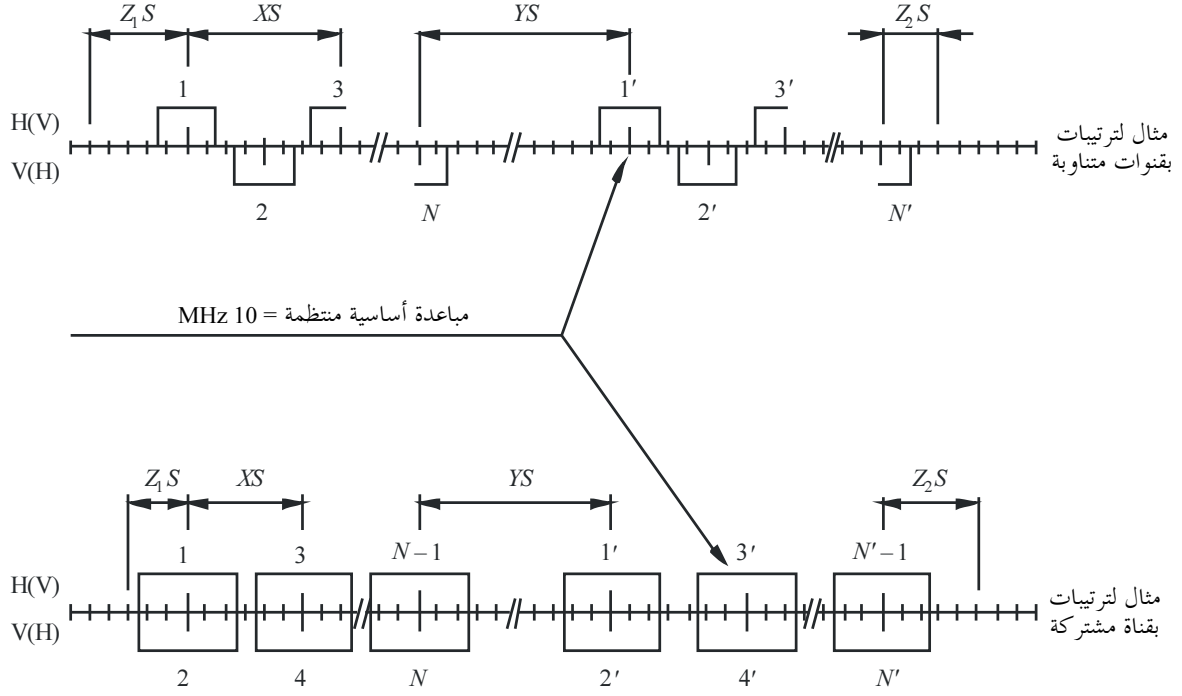 Z₁S XS YS Z₂S
1 3 1′ 3′
H(V)
V(H)
مثال لترتيبات
بقنوات متناوبة
2 N 2′ N′
مباعدة أساسية منتظمة = 10 MHz
Z₁S XS YS Z₂S
1 3 N – 1 1′ 3′ N′ – 1
H(V)
V(H)
مثال لترتيبات
بقناة مشتركة
2 4 N 2′ 4′ N′